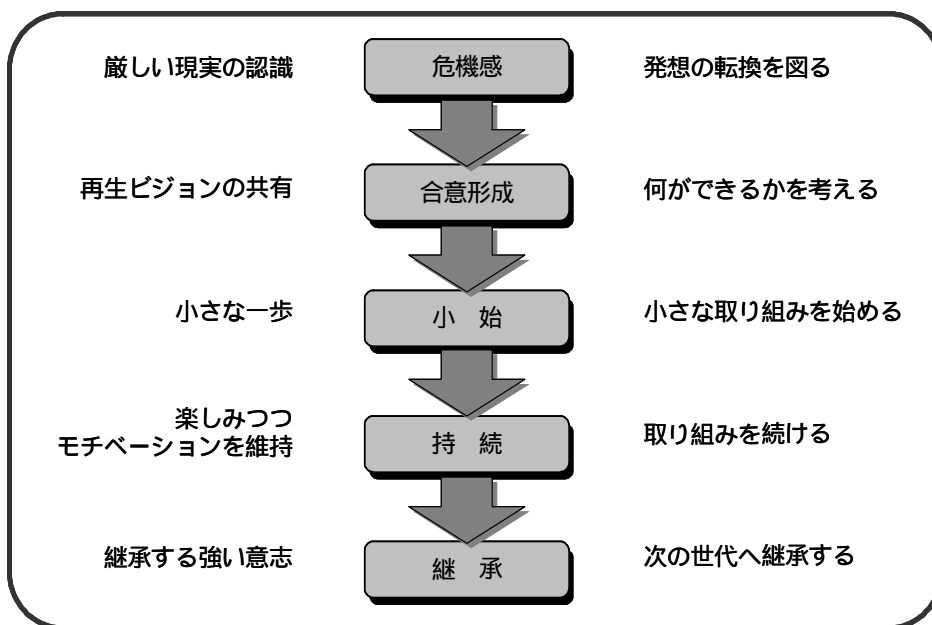 厳しい現実の認識
危機感
発想の転換を図る
再生ビジョンの共有
合意形成
何ができるかを考える
小さな一歩
小　始
小さな取り組みを始める
楽しみつつ
モチベーションを維持
持　続
取り組みを続ける
継承する強い意志
継　承
次の世代へ継承する